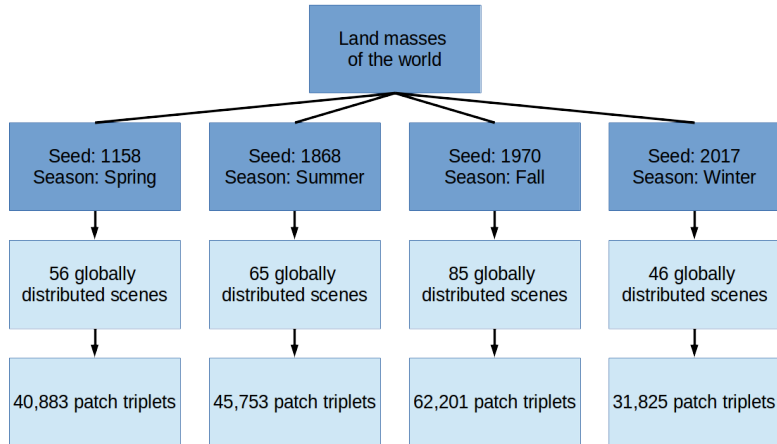 Land masses
of the world
Seed: 1158
Season: Spring
Seed: 1868
Season: Summer
Seed: 1970
Season: Fall
Seed: 2017
Season: Winter
56 globally
distributed scenes
65 globally
distributed scenes
85 globally
distributed scenes
46 globally
distributed scenes
40,883 patch triplets
45,753 patch triplets
62,201 patch triplets
31,825 patch triplets